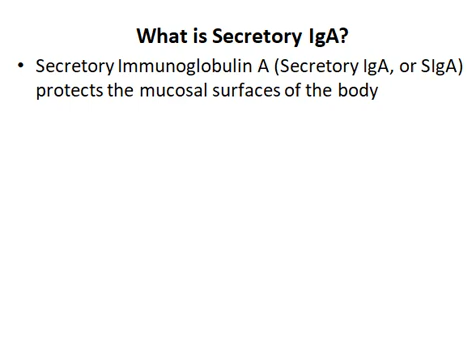 What is Secretory IgA?
• Secretory Immunoglobulin A (Secretory IgA, or SIgA)
protects the mucosal surfaces of the body